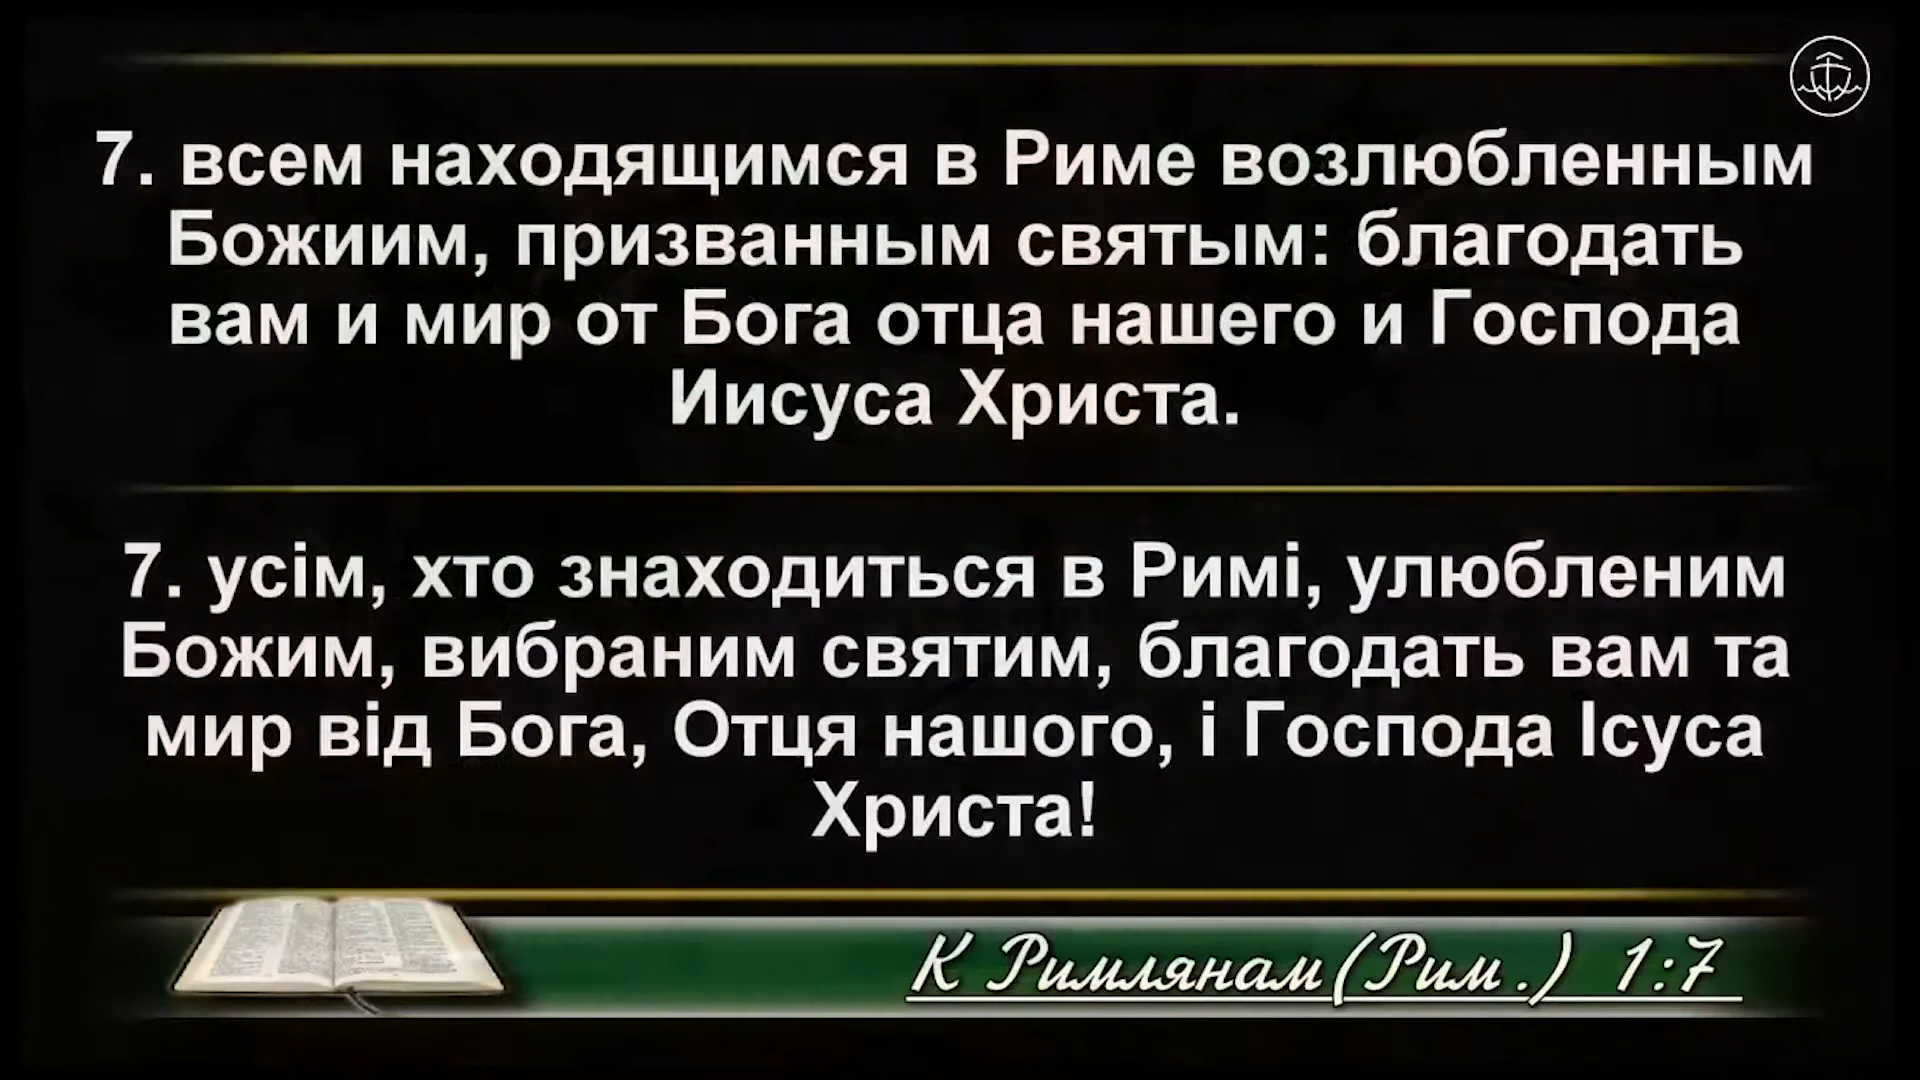 7. всем находящимся в Риме возлюбленным
Божиим, призванным святым: благодать
вам и мир от Бога отца нашего и Господа
Иисуса Христа.
7. усім, хто знаходиться в Римі, улюбленим
Божим, вибраним святим, благодать вам та
мир від Бога, Отця нашого, і Господа Ісуса
Христа!
К Римлянам(Рим.) 1:7